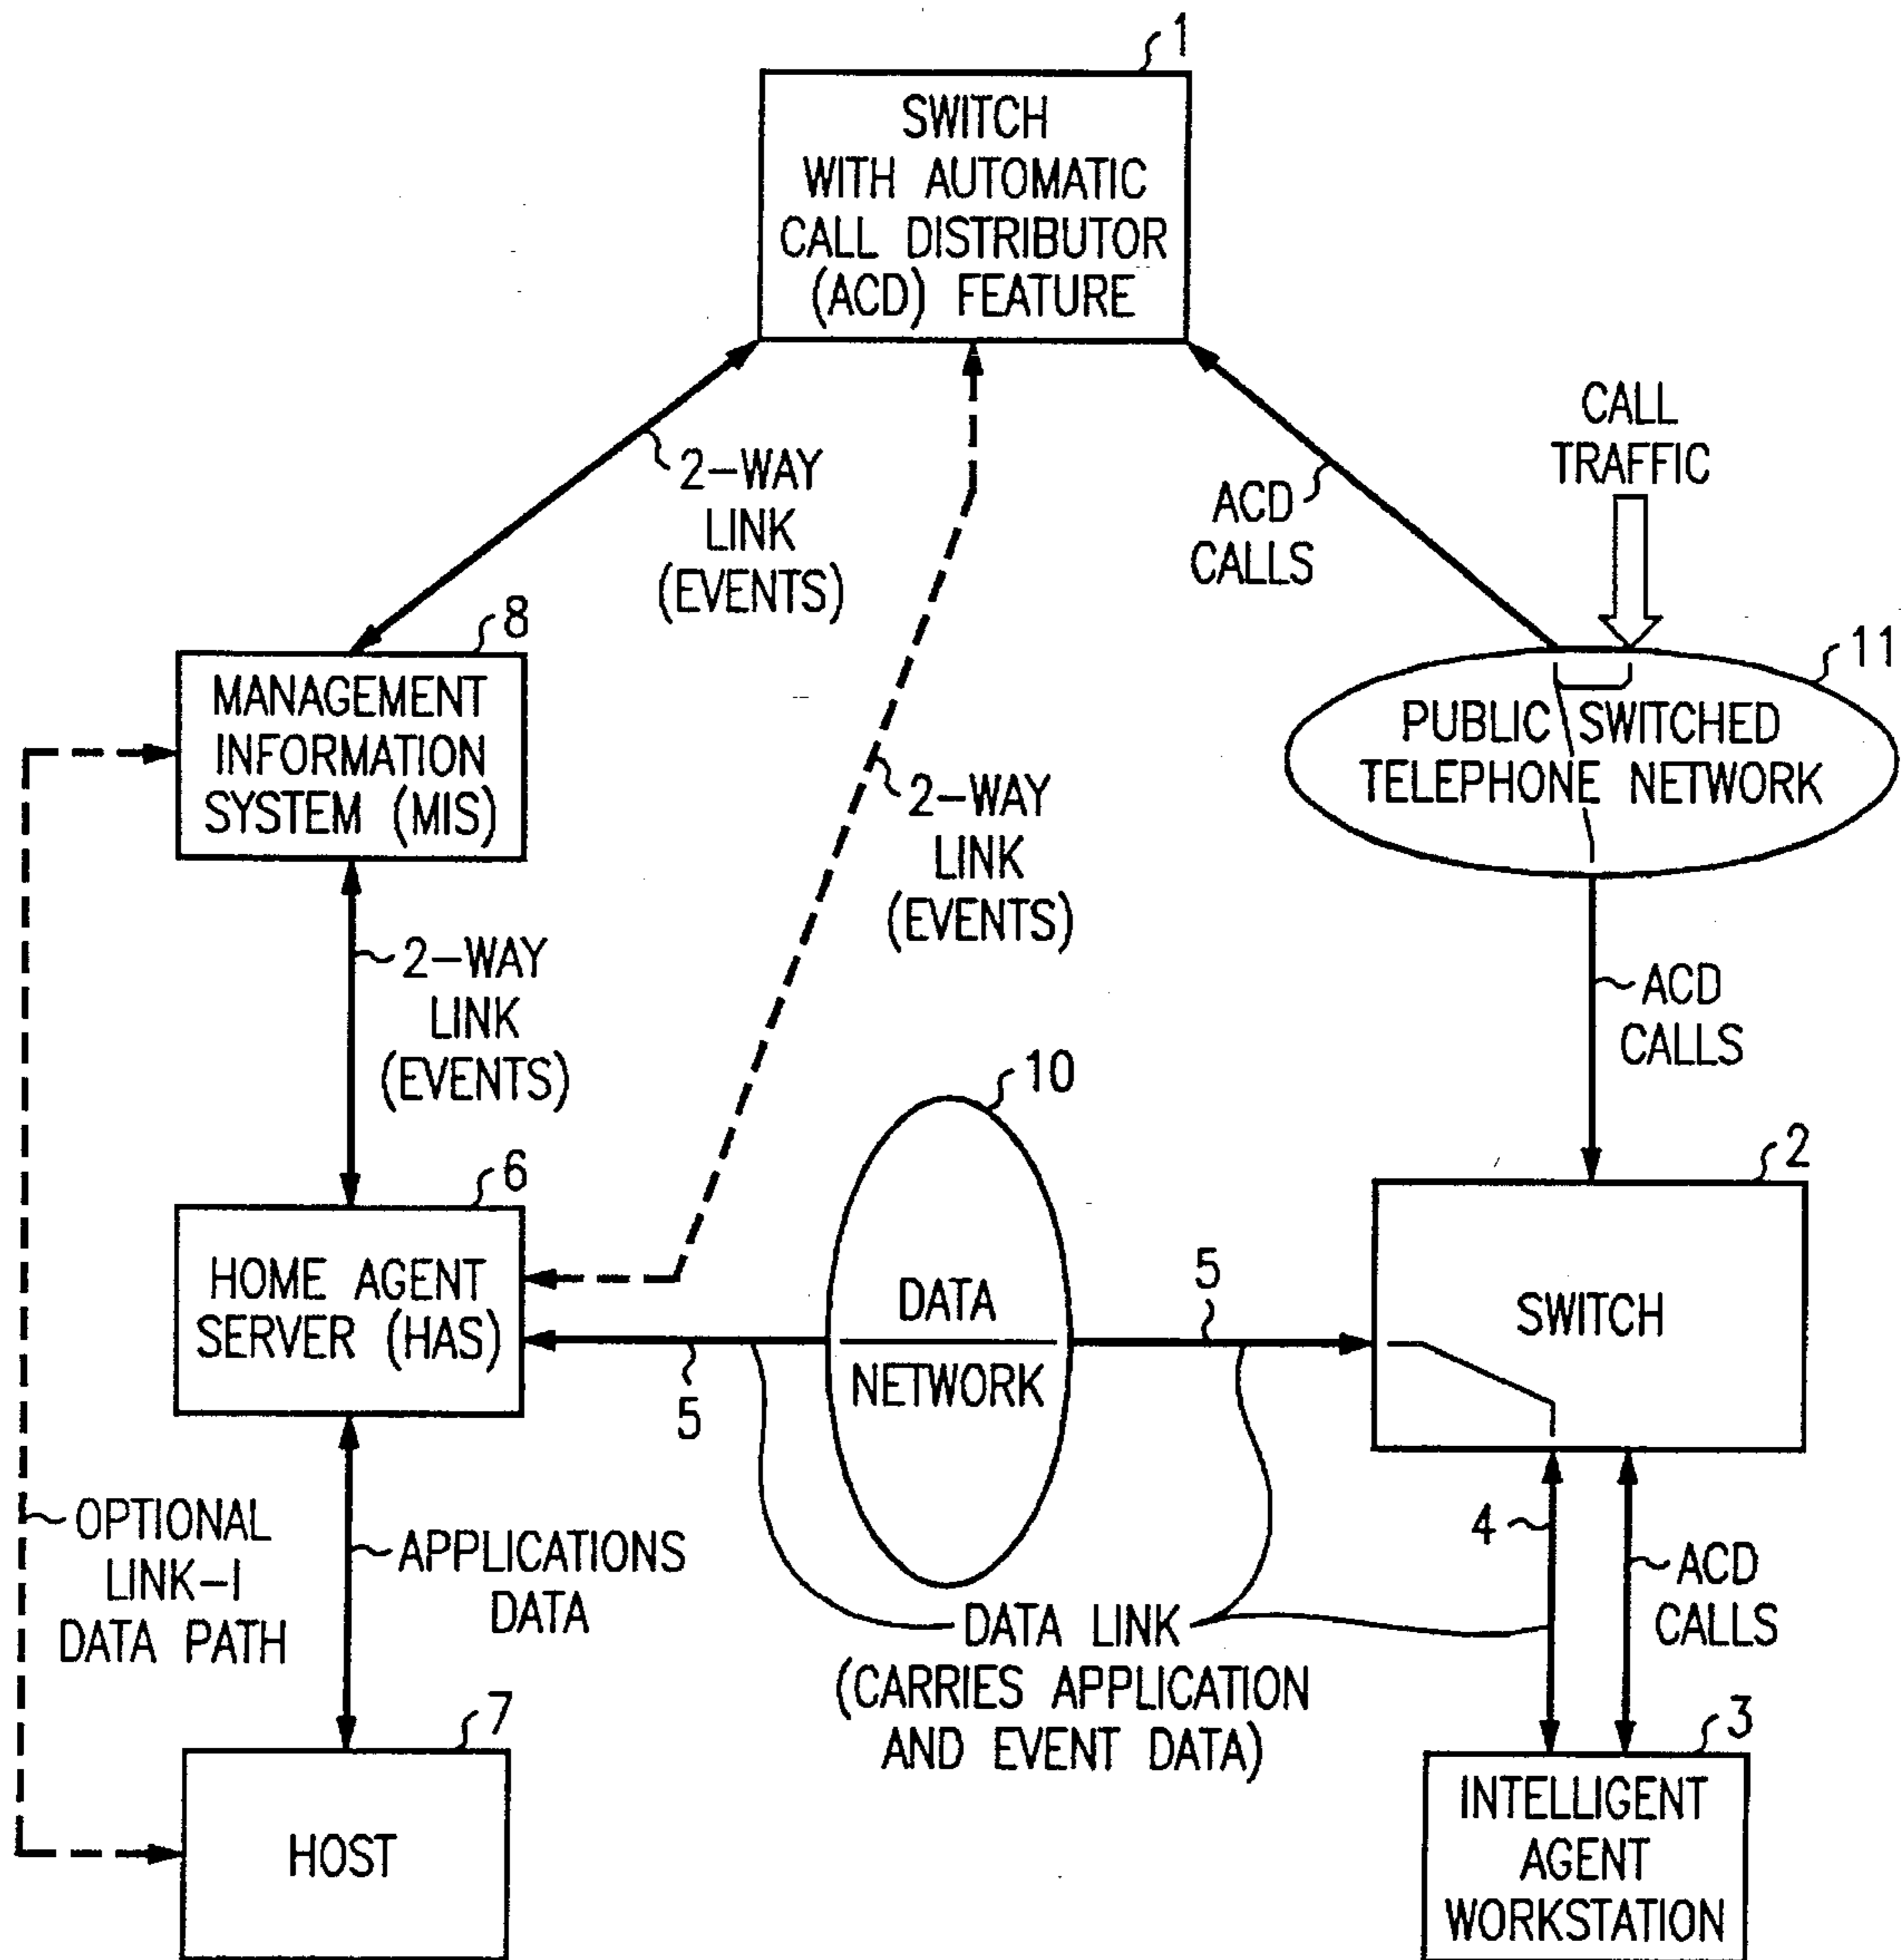 1
SWITCH
WITH AUTOMATIC
CALL DISTRIBUTOR
(ACD) FEATURE
CALL
TRAFFIC
2-WAY
LINK
(EVENTS)
ACD
CALLS
8
MANAGEMENT
INFORMATION
SYSTEM (MIS)
11
PUBLIC SWITCHED
TELEPHONE NETWORK
2-WAY
LINK
(EVENTS)
2-WAY
LINK
(EVENTS)
ACD
CALLS
10
6
HOME AGENT
SERVER (HAS)
5
DATA
NETWORK
5
2
SWITCH
OPTIONAL
LINK-1
DATA PATH
APPLICATIONS
DATA
DATA LINK
(CARRIES APPLICATION
AND EVENT DATA)
4
ACD
CALLS
7
HOST
3
INTELLIGENT
AGENT
WORKSTATION